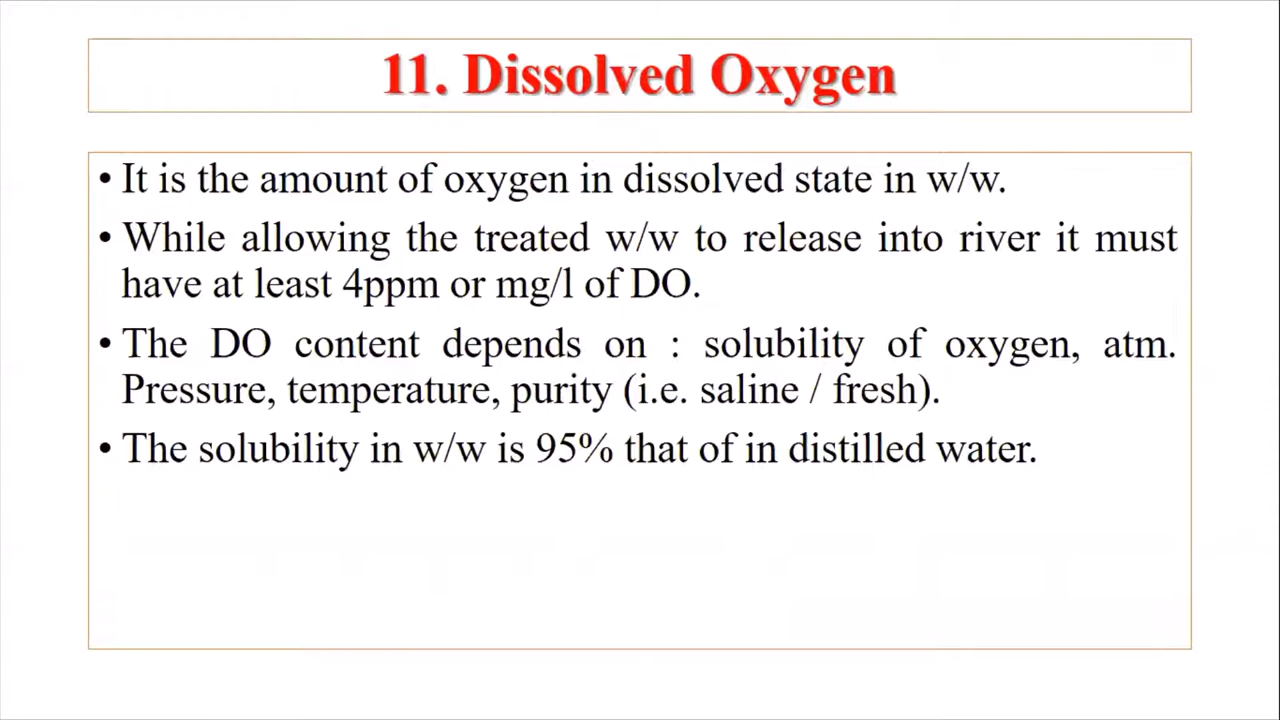 11. Dissolved Oxygen
• It is the amount of oxygen in dissolved state in w/w.
• While allowing the treated w/w to release into river it must
have at least 4ppm or mg/l of DO.
• The DO content depends on : solubility of oxygen, atm.
Pressure, temperature, purity (i.e. saline / fresh).
• The solubility in w/w is 95% that of in distilled water.